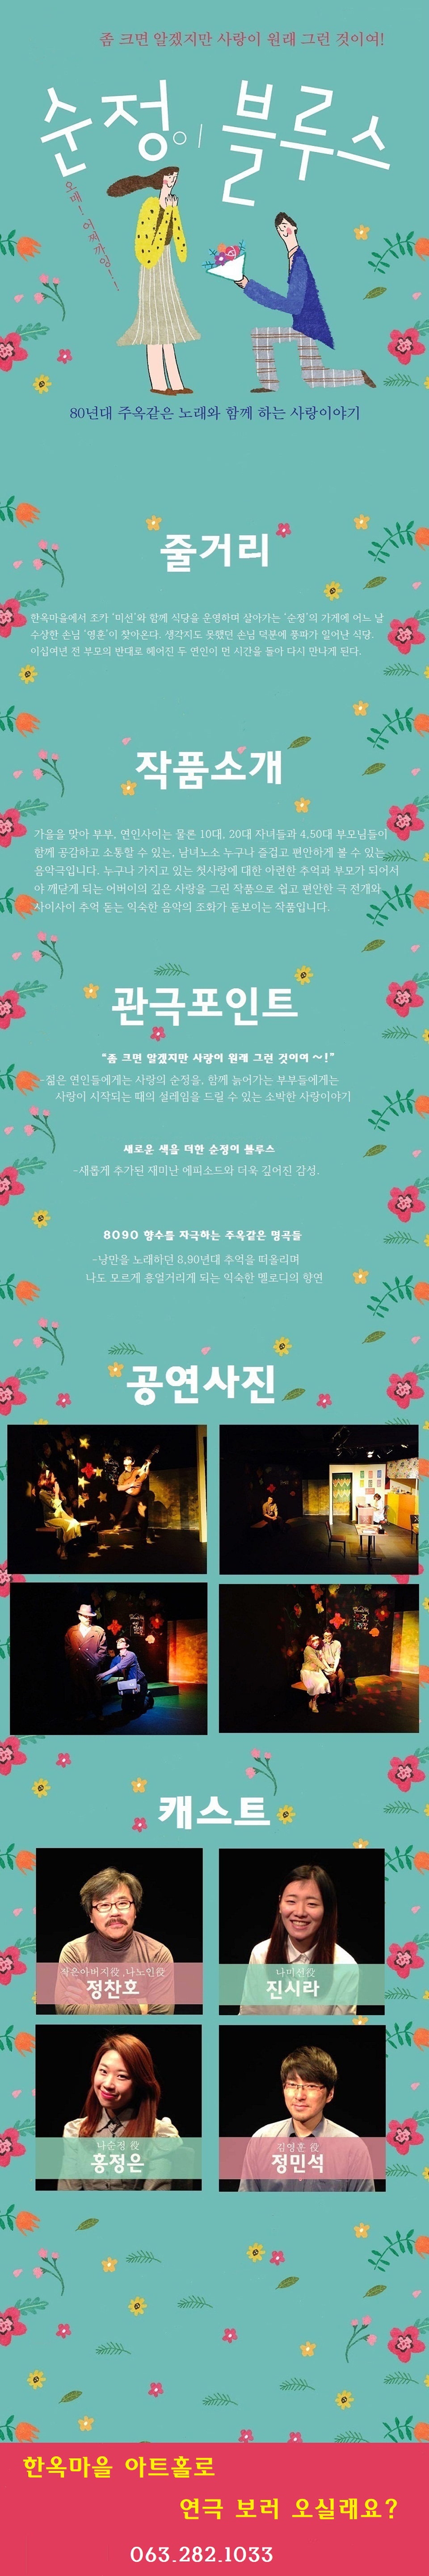 좀 크면 알겠지만 사랑이 원래 그런 것이여!
순정이 블루스
오매! 어쩌까잉!!
80년대 주옥같은 노래와 함께 하는 사랑이야기
줄거리
한옥마을에서 조카 '미선'와 함께 식당을 운영하며 살아가는 '순정'의 가게에 어느 날
수상한 손님 '영훈'이 찾아온다. 생각지도 못했던 손님 덕분에 풍파가 일어난 식당.
이십여년 전 부모의 반대로 헤어진 두 연인이 먼 시간을 돌아 다시 만나게 된다.
작품소개
가을을 맞아 부부, 연인사이는 물론 10대, 20대 자녀들과 4,50대 부모님들이
함께 공감하고 소통할 수 있는, 남녀노소 누구나 즐겁고 편안하게 볼 수 있는
음악극입니다. 누구나 가지고 있는 첫사랑에 대한 아련한 추억과 부모가 되어서
야 깨닫게 되는 어버이의 깊은 사랑을 그린 작품으로 쉽고 편안한 극 전개와
사이사이 추억 돋는 익숙한 음악의 조화가 돋보이는 작품입니다.
관극포인트
"좀 크면 알겠지만 사랑이 원래 그런 것이여 ~!"
-젊은 연인들에게는 사랑의 순정을, 함께 늙어가는 부부들에게는
사랑이 시작되는 때의 설레임을 드릴 수 있는 소박한 사랑이야기
새로운 색을 더한 순정이 블루스
-새롭게 추가된 재미난 에피소드와 더욱 깊어진 감성.
8090 향수를 자극하는 주옥같은 명곡들
-낭만을 노래하던 8,90년대 추억을 떠올리며
나도 모르게 흥얼거리게 되는 익숙한 멜로디의 향연
공연사진
캐스트
나노인役
정찬호
나미선役
진시라
나순정 役
홍정은
김영훈 役
정민석
한옥마을 아트홀로
연극 보러 오실래요?
063.282.1033